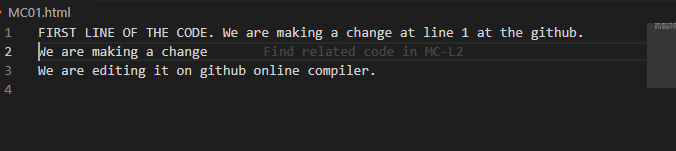 MC01.html
1 FIRST LINE OF THE CODE. We are making a change at line 1 at the github.
2 We are making a change Find related code in MC-L2
3 We are editing it on github online compiler.
4